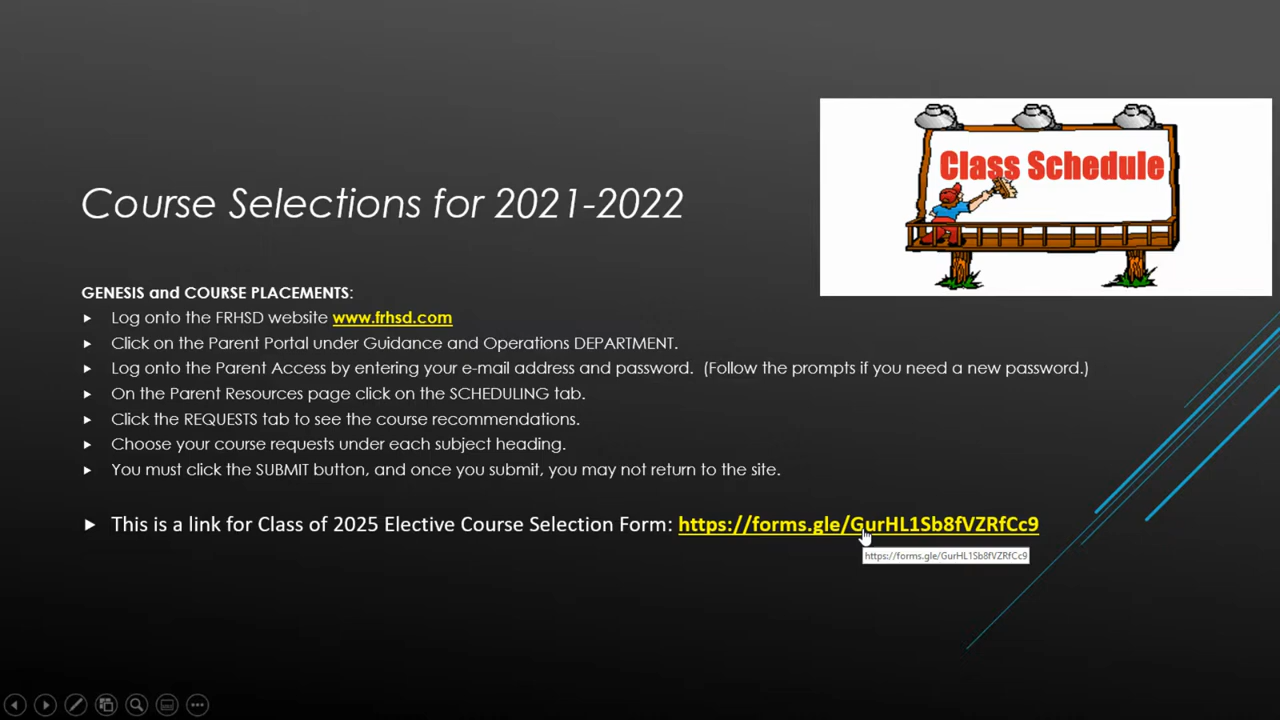 Class Schedule
Course Selections for 2021-2022
GENESIS and COURSE PLACEMENTS:
Log onto the FRHSD website www.frhsd.com
Click on the Parent Portal under Guidance and Operations DEPARTMENT.
Log onto the Parent Access by entering your e-mail address and password. (Follow the prompts if you need a new password.)
On the Parent Resources page click on the SCHEDULING tab.
Click the REQUESTS tab to see the course recommendations.
Choose your course requests under each subject heading.
You must click the SUBMIT button, and once you submit, you may not return to the site.
This is a link for Class of 2025 Elective Course Selection Form: https://forms.gle/GurHL1Sb8fVZRfCc9
https://forms.gle/GurHL1Sb8fVZRfCc9